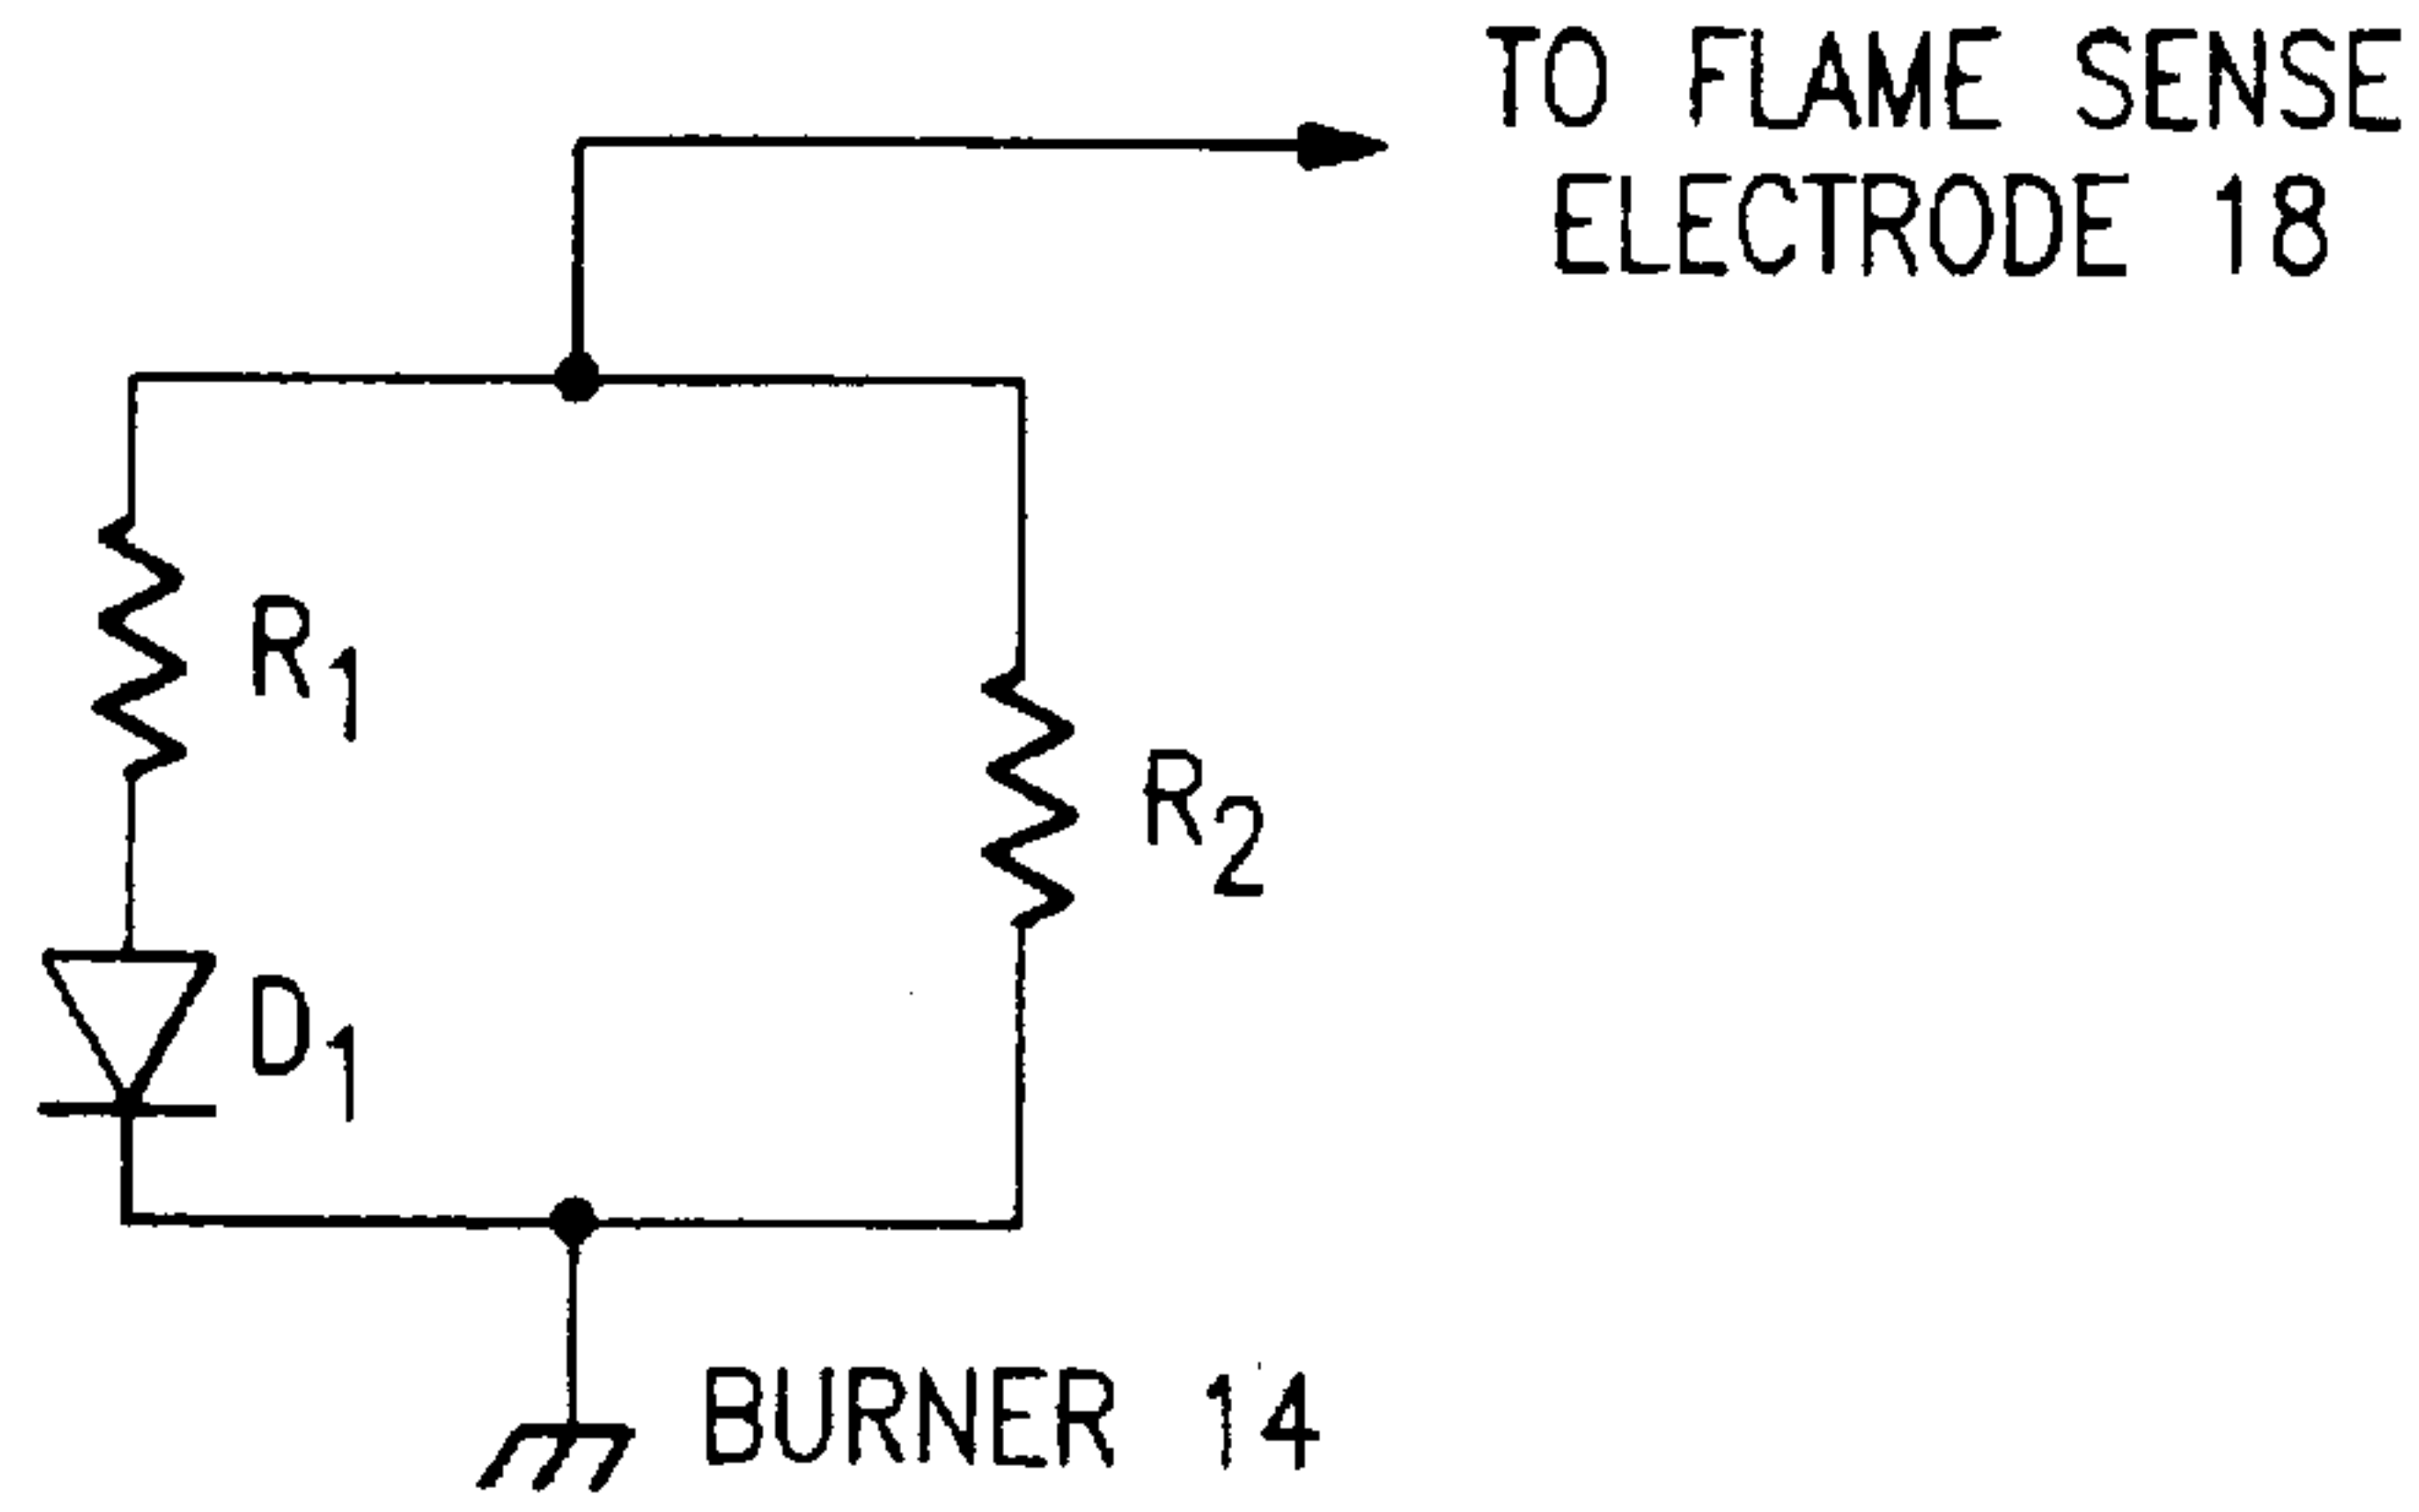 TO FLAME SENSE
ELECTRODE 18
R1
R2
D1
BURNER 14